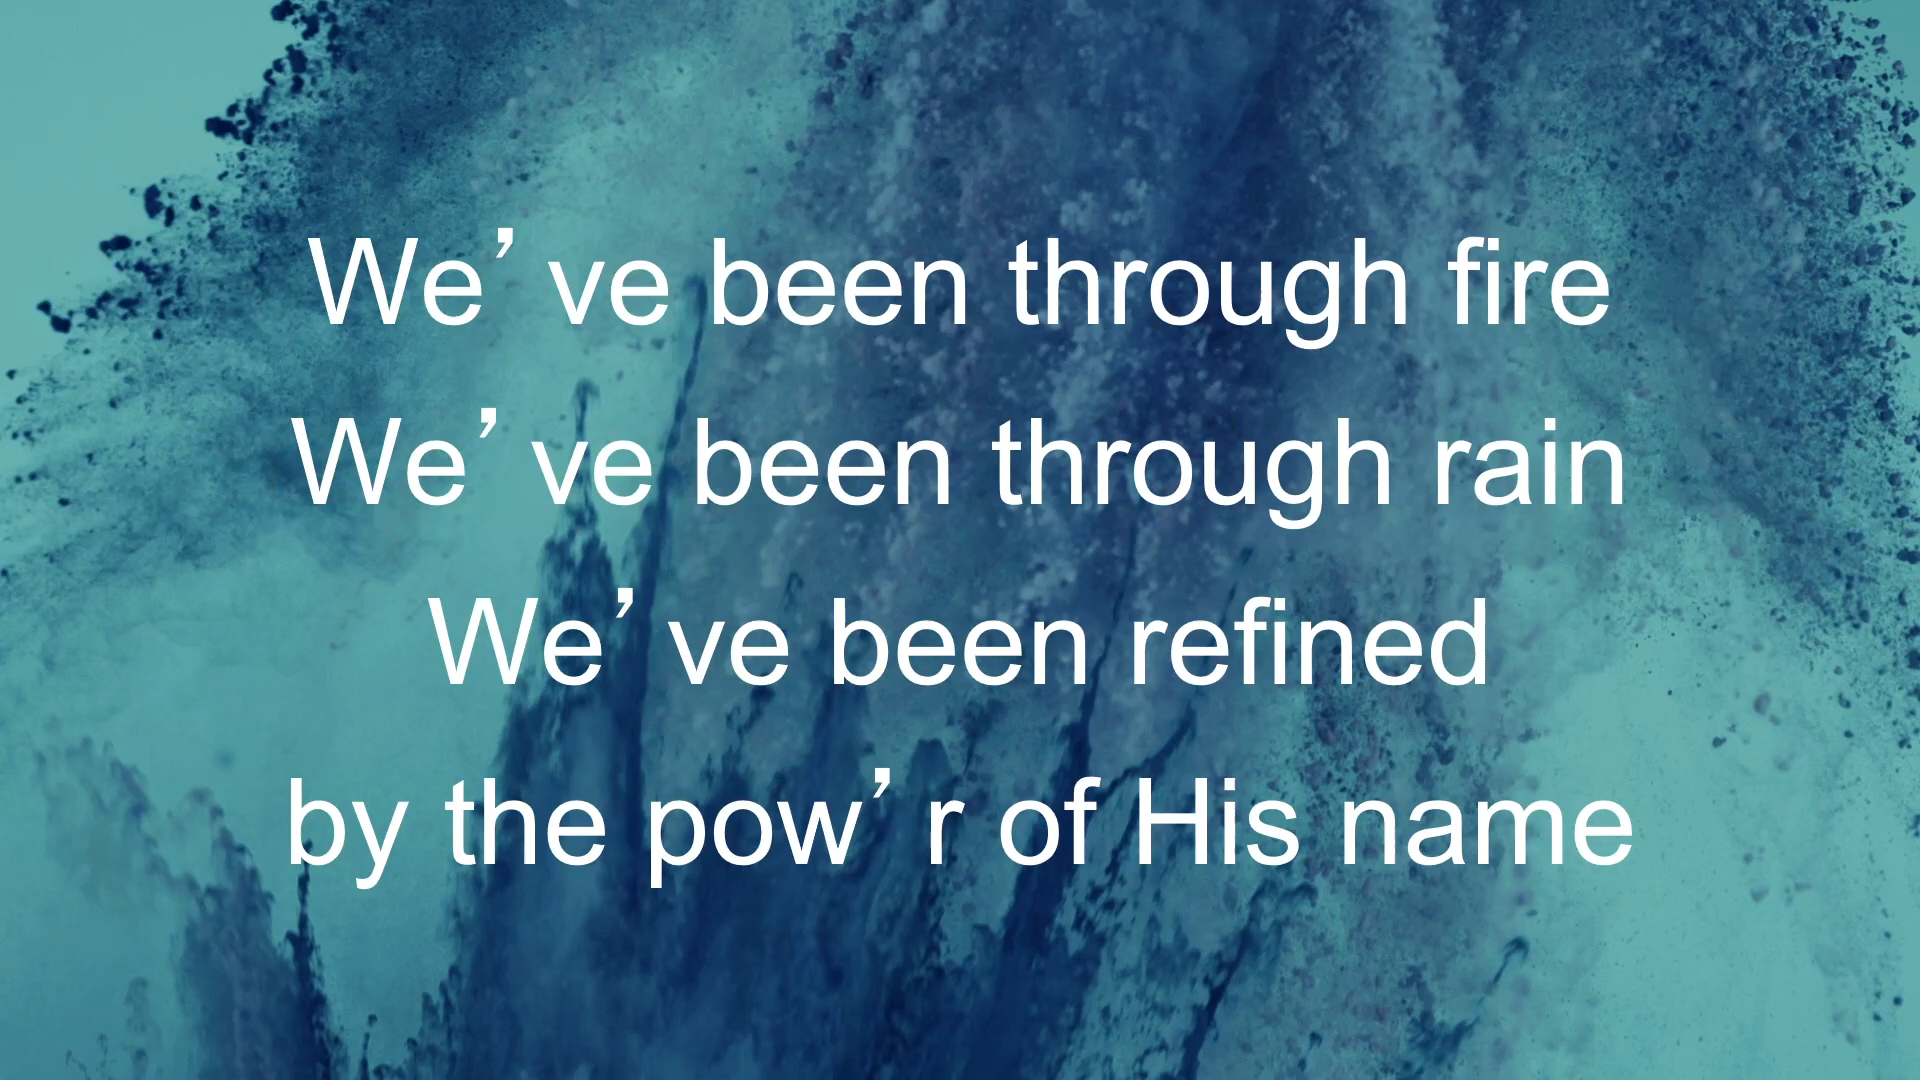 We’ve been through fire
We’ve been through rain
We’ve been refined
by the pow’r of His name